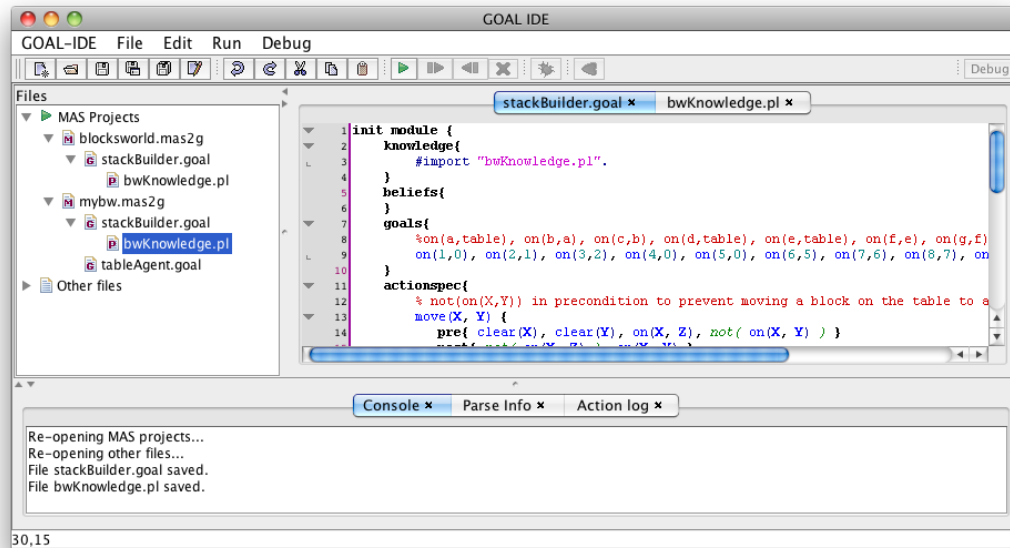 GOAL IDE
GOAL-IDE File Edit Run Debug
Debug
Files
MAS Projects
blocksworld.mas2g
stackBuilder.goal
bwKnowledge.pl
mybw.mas2g
stackBuilder.goal
bwKnowledge.pl
tableAgent.goal
Other files
stackBuilder.goal × bwKnowledge.pl ×
1 init module {
2 knowledge{
3 #import "bwKnowledge.pl".
4 }
5 beliefs{
6 }
7 goals{
8 %on(a,table), on(b,a), on(c,b), on(d,table), on(e,table), on(f,e), on(g,f)
9 on(1,0), on(2,1), on(3,2), on(4,0), on(5,0), on(6,5), on(7,6), on(8,7), on
10 }
11 actionspec{
12 % not(on(X,Y)) in precondition to prevent moving a block on the table to a
13 move(X, Y) {
14 pre{ clear(X), clear(Y), on(X, Z), not( on(X, Y) ) }
Console × Parse Info × Action log ×
Re-opening MAS projects...
Re-opening other files...
File stackBuilder.goal saved.
File bwKnowledge.pl saved.
30,15